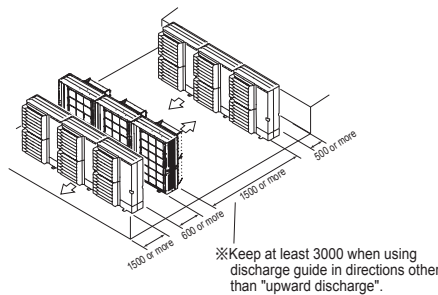 500 or more
1500 or more
600 or more
1500 or more
※Keep at least 3000 when using
discharge guide in directions other
than "upward discharge".